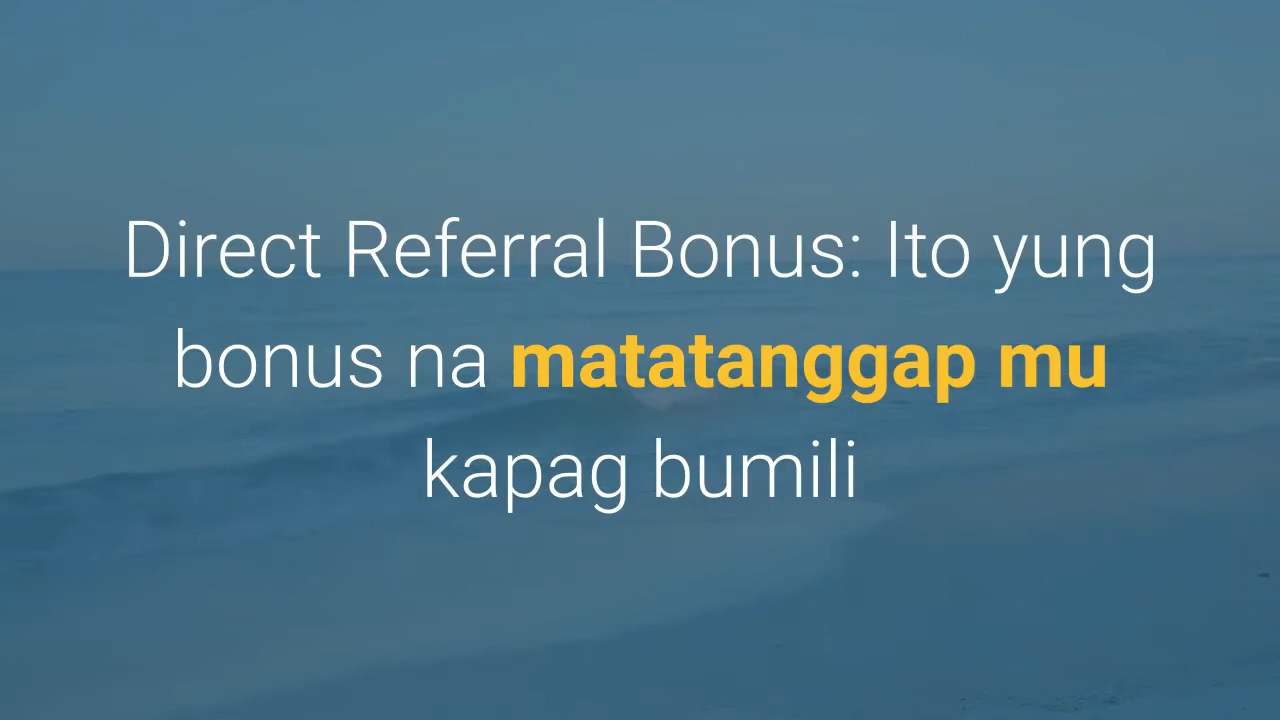 Direct Referral Bonus: Ito yung
bonus na matatanggap mu
kapag bumili